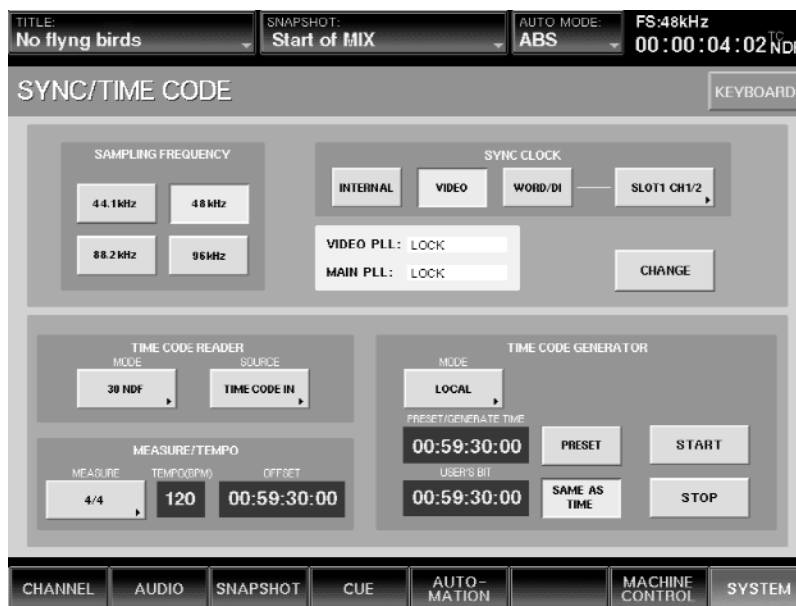 TITLE: SNAPSHOT: AUTO MODE: FS:48kHz
No flyng birds Start of MIX ABS 00:00:04:02 TC NDF
SYNC/TIME CODE KEYBOARD
SAMPLING FREQUENCY SYNC CLOCK
44.1kHz 48kHz INTERNAL VIDEO WORD/DI SLOT1 CH1/2
88.2kHz 96kHz
VIDEO PLL: LOCK
MAIN PLL: LOCK CHANGE
TIME CODE READER TIME CODE GENERATOR
MODE SOURCE MODE
30 NDF TIME CODE IN LOCAL
PRESET/GENERATE TIME
00:59:30:00 PRESET START
MEASURE/TEMPO USER'S BIT
MEASURE TEMPO(BPM) OFFSET
4/4 120 00:59:30:00 00:59:30:00 SAME AS TIME STOP
CHANNEL AUDIO SNAPSHOT CUE AUTO-MATION MACHINE CONTROL SYSTEM